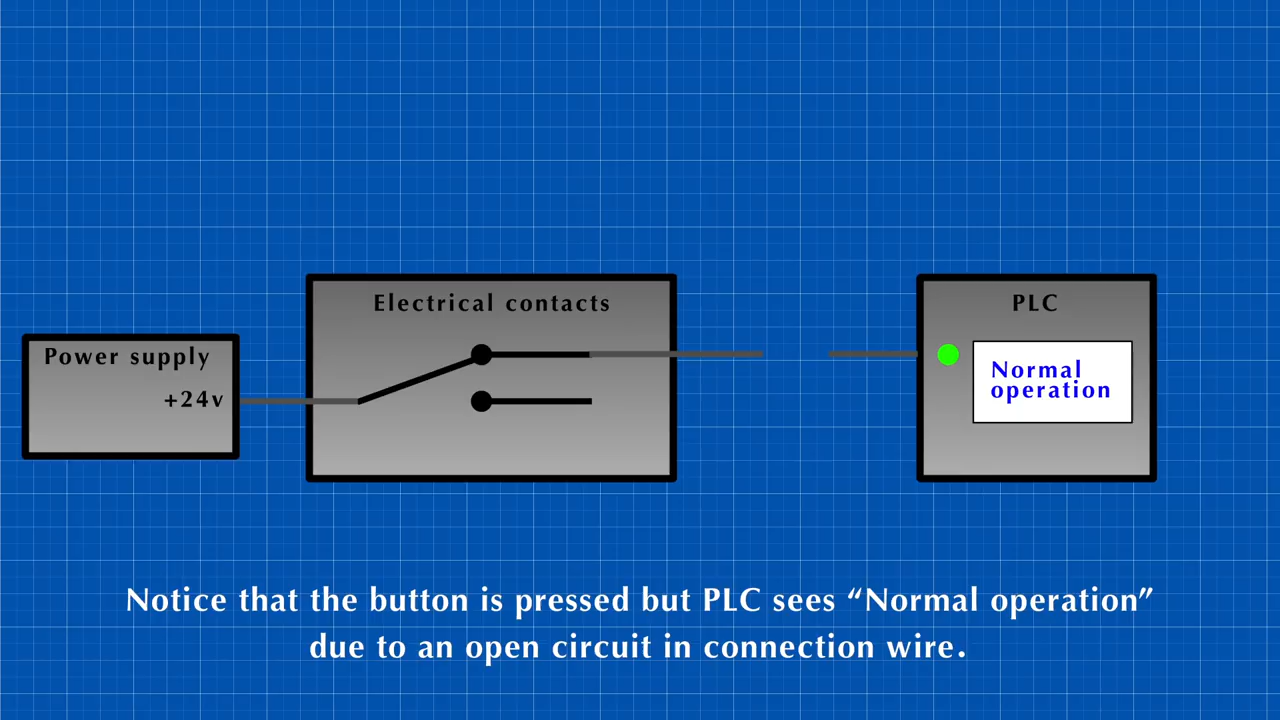 Electrical contacts
PLC
Power supply
+24v
Normal
operation
Notice that the button is pressed but PLC sees “Normal operation”
due to an open circuit in connection wire.